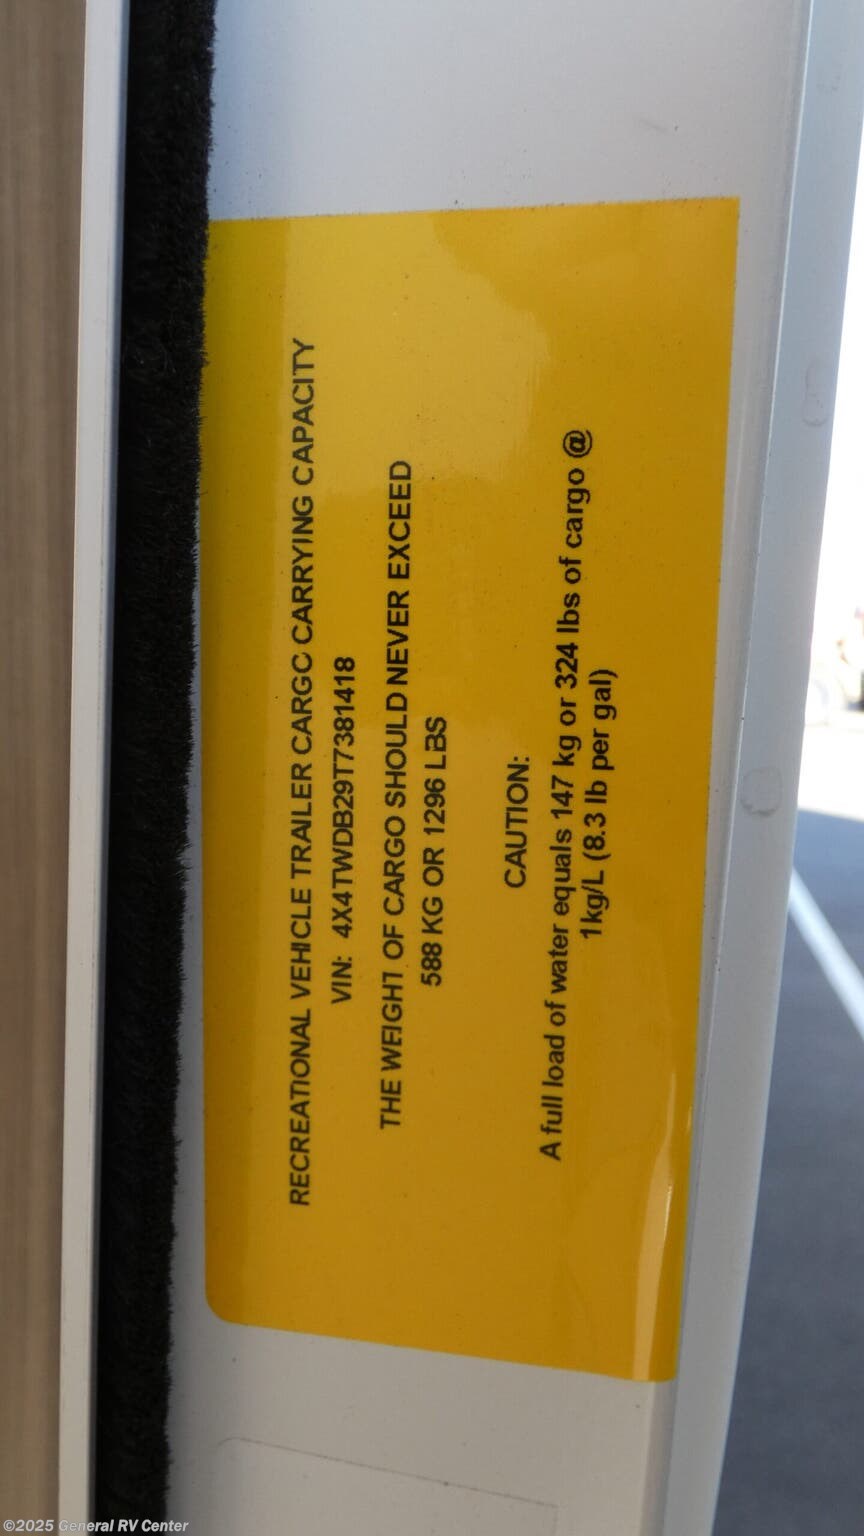 RECREATIONAL VEHICLE TRAILER CARGO CARRYING CAPACITY
VIN: 4X4TWDB29T7381418
THE WEIGHT OF CARGO SHOULD NEVER EXCEED
588 KG OR 1296 LBS
CAUTION:
A full load of water equals 147 kg or 324 lbs of cargo @
1kg/L (8.3 lb per gal)
©2025 General RV Center